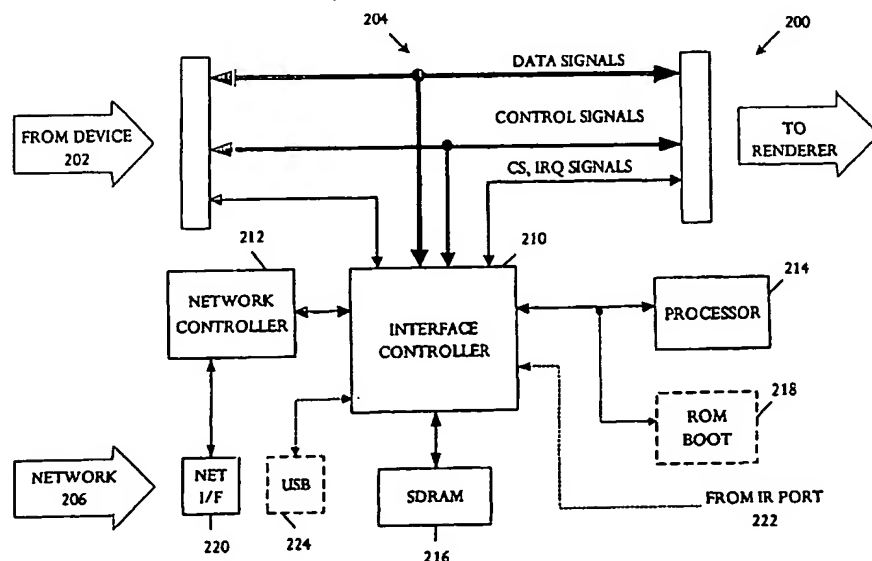 204
200
DATA SIGNALS
FROM DEVICE
202
CONTROL SIGNALS
TO
RENDERER
CS, IRQ SIGNALS
212
210
214
NETWORK
CONTROLLER
INTERFACE
CONTROLLER
PROCESSOR
218
ROM
BOOT
NETWORK
206
NET
I/F
USB
SDRAM
FROM IR PORT
222
220
224
216